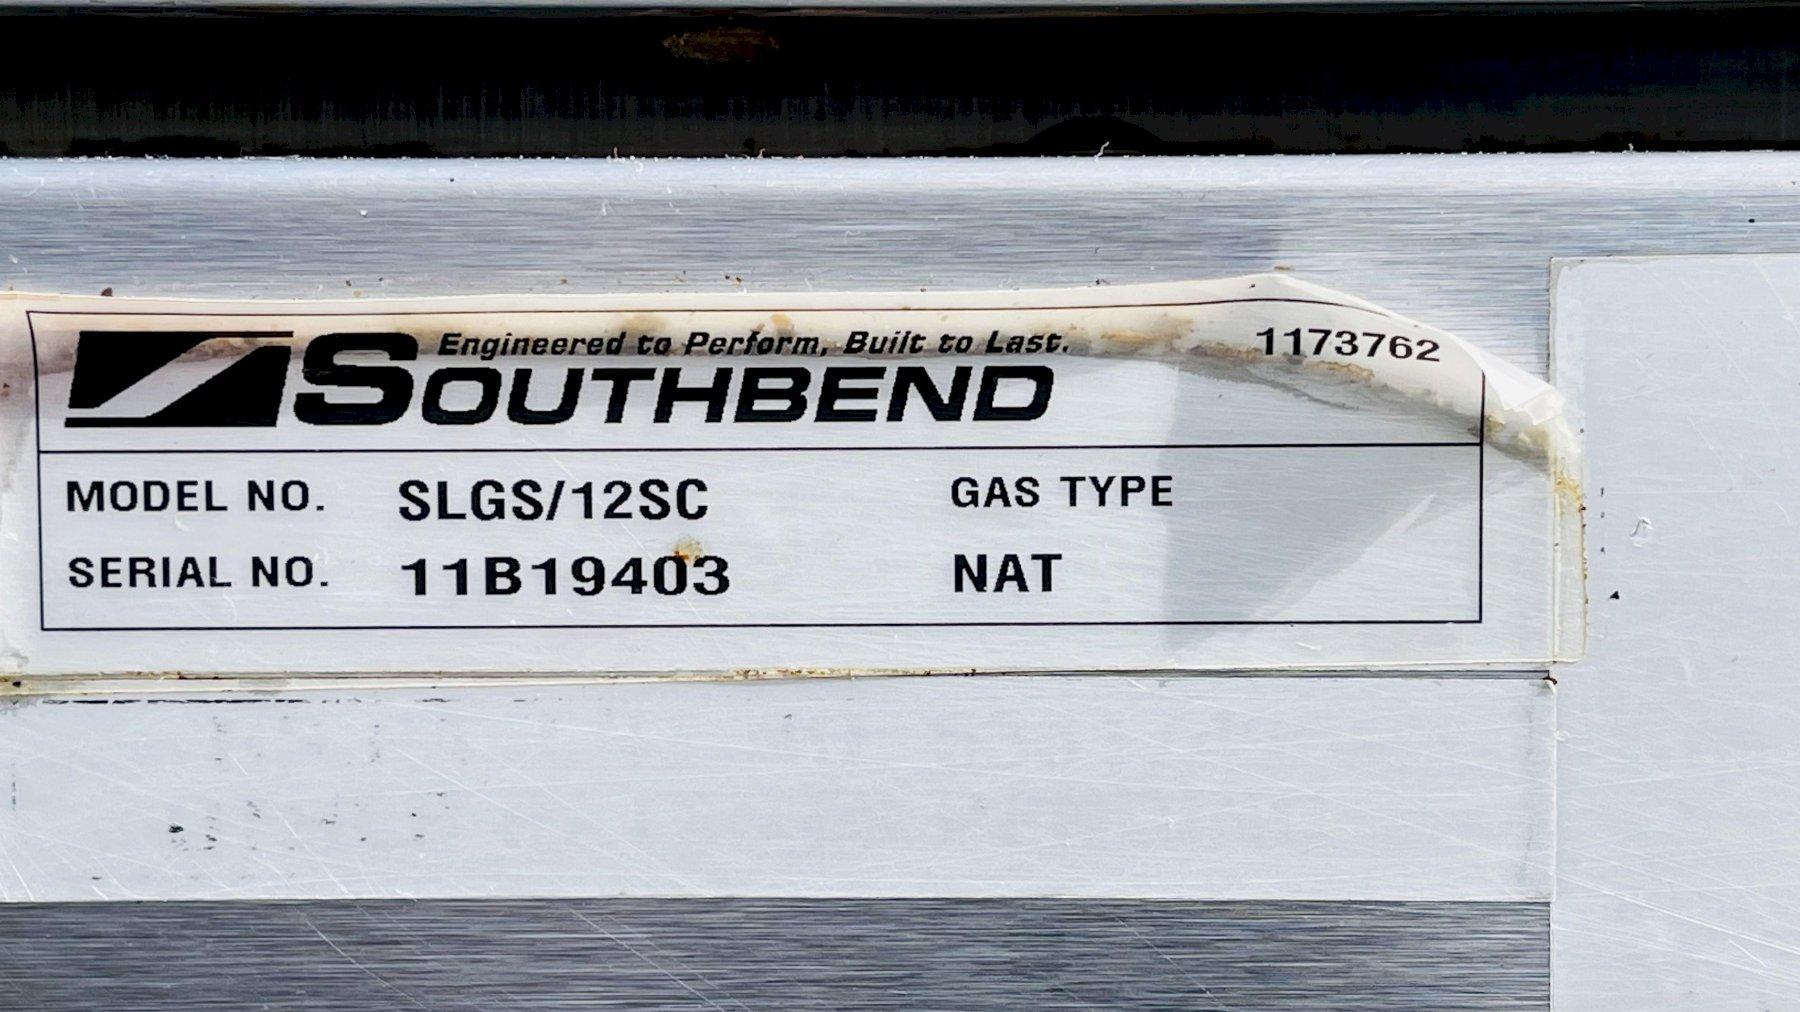 Engineered to Perform, Built to Last.
1173762
SOUTHBEND
MODEL NO. SLGS/12SC GAS TYPE
SERIAL NO. 11B19403 NAT